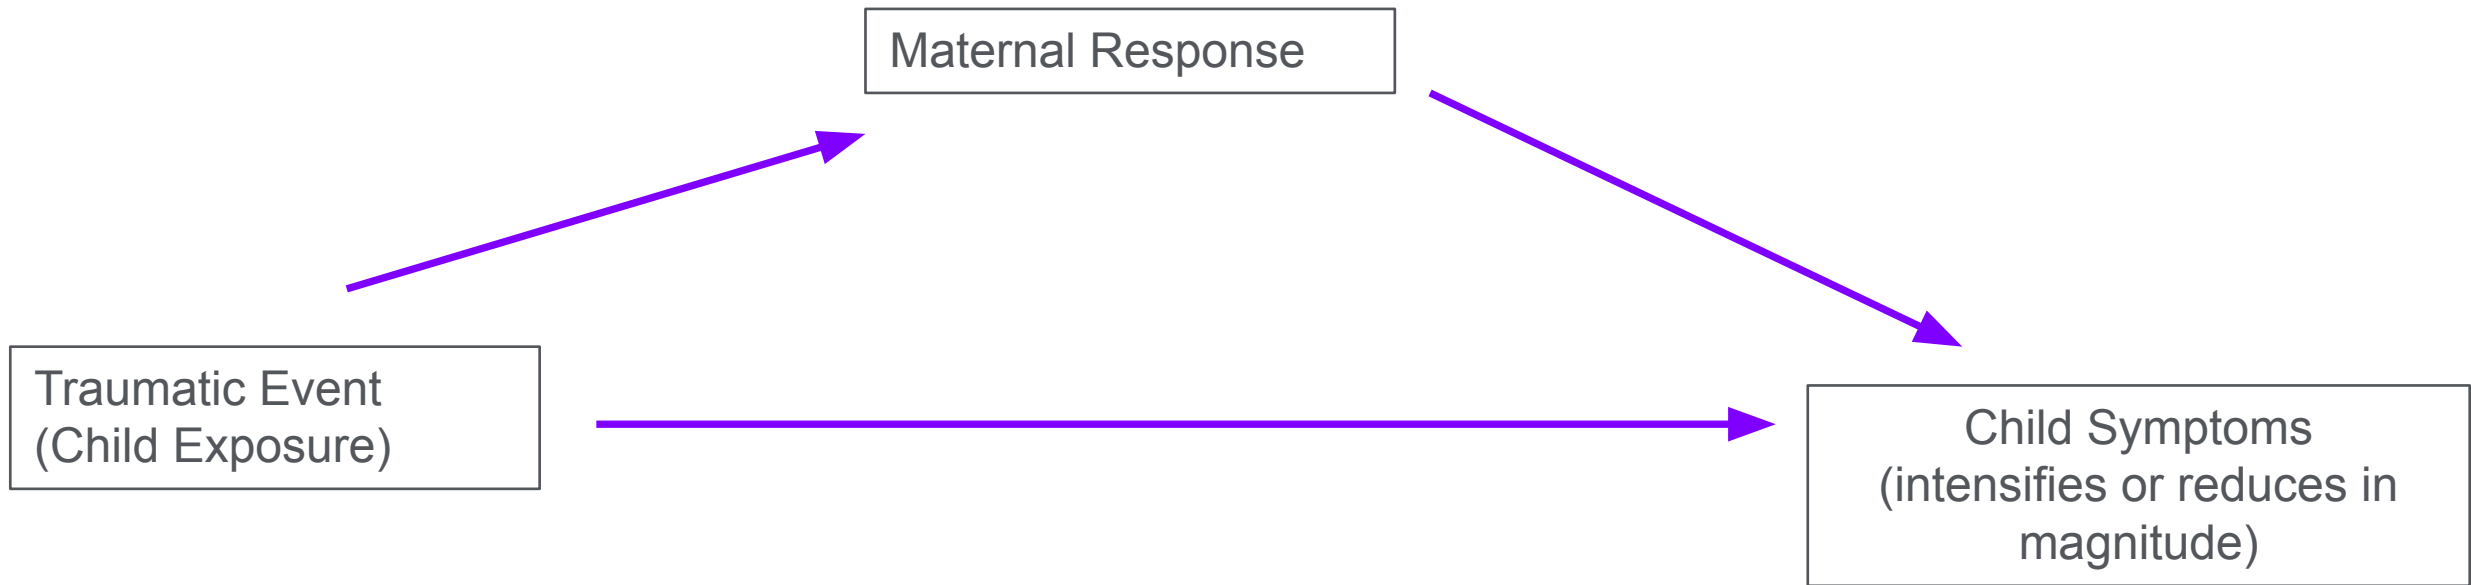 Maternal Response
Traumatic Event
(Child Exposure)
Child Symptoms
(intensifies or reduces in
magnitude)